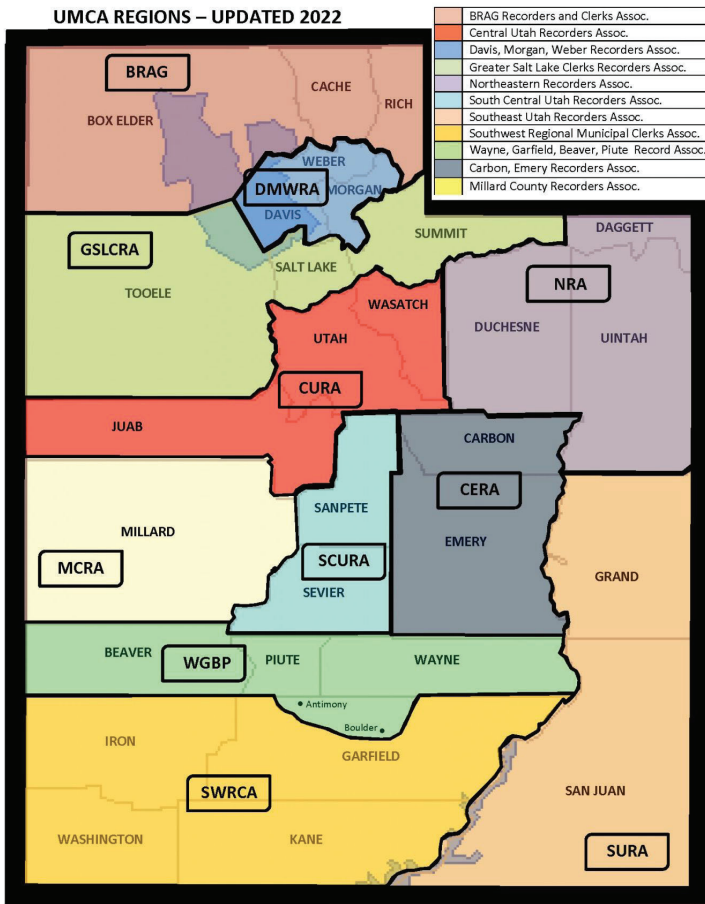 UMCA REGIONS – UPDATED 2022
BRAG Recorders and Clerks Assoc.
Central Utah Recorders Assoc.
Davis, Morgan, Weber Recorders Assoc.
Greater Salt Lake Clerks Recorders Assoc.
Northeastern Recorders Assoc.
South Central Utah Recorders Assoc.
Southeast Utah Recorders Assoc.
Southwest Regional Municipal Clerks Assoc.
Wayne, Garfield, Beaver, Piute Record Assoc.
Carbon, Emery Recorders Assoc.
Millard County Recorders Assoc.
BRAG
CACHE
RICH
BOX ELDER
WEBER
DMWRA
MORGAN
DAVIS
GSLCRA
SUMMIT
DAGGETT
SALT LAKE
TOOELE
NRA
WASATCH
DUCHESNE
UTAH
UINTAH
CURA
JUAB
CARBON
CERA
SANPETE
MILLARD
EMERY
MCRA
SCURA
GRAND
SEVIER
BEAVER
WGBP
PIUTE
WAYNE
Antimony
Boulder
IRON
GARFIELD
SWRCA
SAN JUAN
WASHINGTON
KANE
SURA